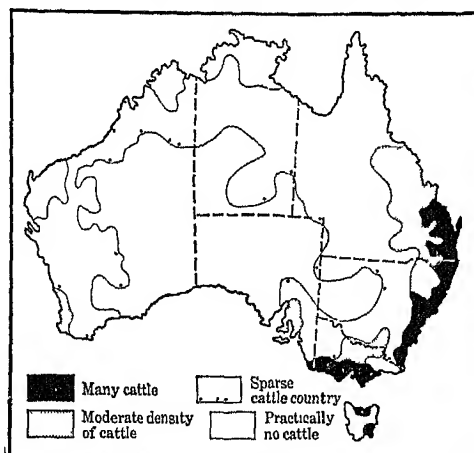 Many cattle
Sparse
cattle country
Moderate density
of cattle
Practically
no cattle